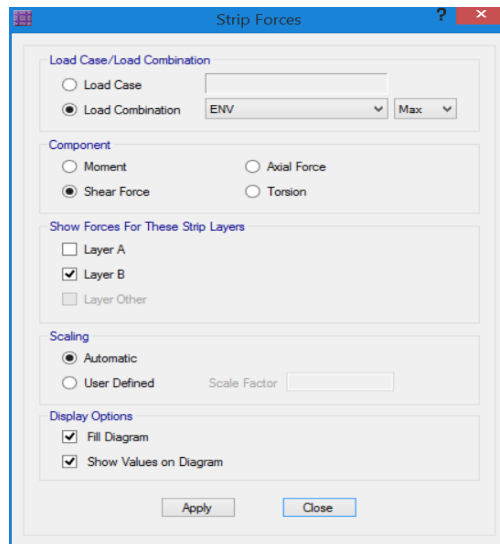 Strip Forces
?
Load Case/Load Combination
Load Case
Load Combination ENV Max
Component
Moment Axial Force
Shear Force Torsion
Show Forces For These Strip Layers
Layer A
Layer B
Layer Other
Scaling
Automatic
User Defined Scale Factor
Display Options
Fill Diagram
Show Values on Diagram
Apply Close